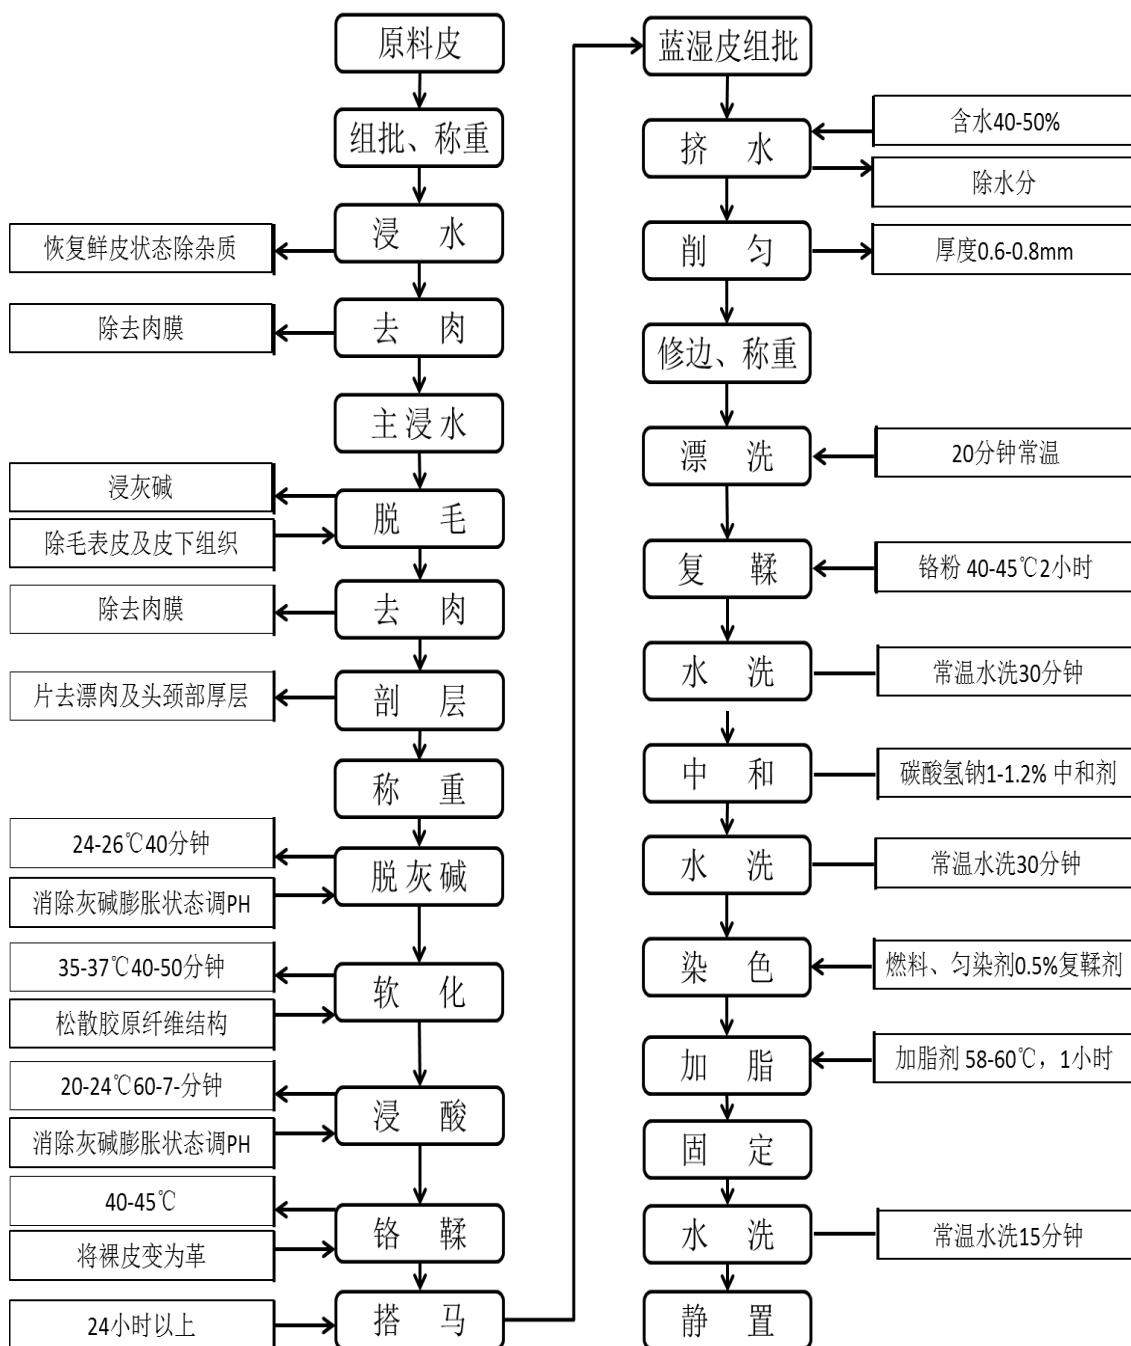 原料皮
组批、称重
浸 水
恢复鲜皮状态除杂质
去 肉
除去肉膜
主浸水
浸灰碱
脱 毛
除毛表皮及皮下组织
去 肉
除去肉膜
剖 层
片去漂肉及头颈部厚层
称 重
24-26℃40分钟
脱灰碱
消除灰碱膨胀状态调PH
35-37℃40-50分钟
软 化
松散胶原纤维结构
20-24℃60-7-分钟
浸 酸
消除灰碱膨胀状态调PH
40-45℃
铬 鞣
将裸皮变为革
搭 马
24小时以上
蓝湿皮组批
含水40-50%
挤 水
除水分
削 匀
厚度0.6-0.8mm
修边、称重
漂 洗
20分钟常温
复 鞣
铬粉 40-45℃2小时
水 洗
常温水洗30分钟
中 和
碳酸氢钠1-1.2% 中和剂
水 洗
常温水洗30分钟
染 色
燃料、匀染剂0.5%复鞣剂
加 脂
加脂剂 58-60℃，1小时
固 定
水 洗
常温水洗15分钟
静 置